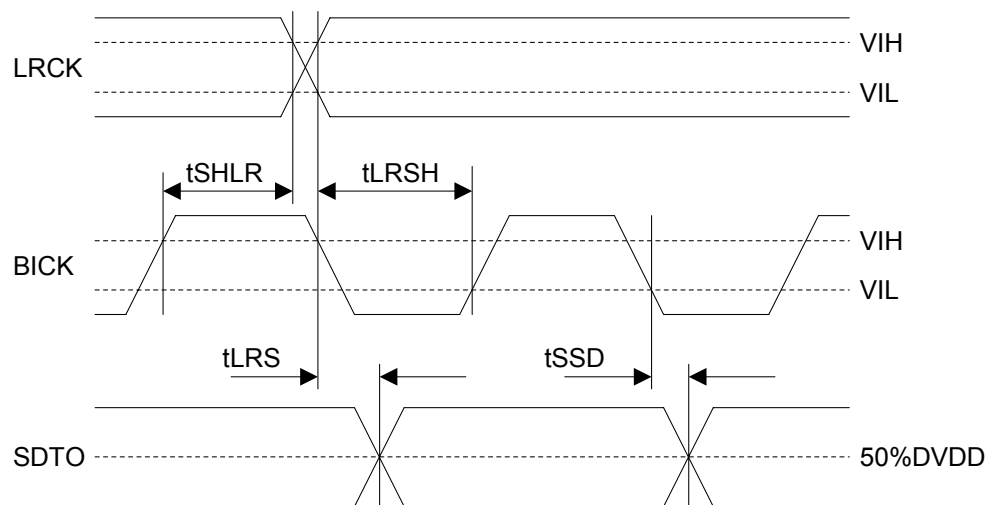 VIH
LRCK
VIL
tSHLR
tLRSH
VIH
BICK
VIL
tLRS
tSSD
SDTO
50%DVDD